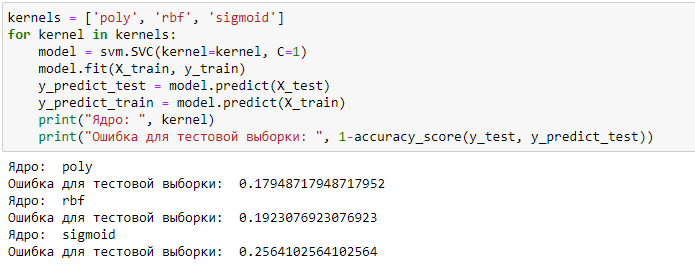 kernels = ['poly', 'rbf', 'sigmoid']
for kernel in kernels:
    model = svm.SVC(kernel=kernel, C=1)
    model.fit(X_train, y_train)
    y_predict_test = model.predict(X_test)
    y_predict_train = model.predict(X_train)
    print("Ядро: ", kernel)
    print("Ошибка для тестовой выборки: ", 1-accuracy_score(y_test, y_predict_test))
Ядро:  poly
Ошибка для тестовой выборки:  0.17948717948717952
Ядро:  rbf
Ошибка для тестовой выборки:  0.1923076923076923
Ядро:  sigmoid
Ошибка для тестовой выборки:  0.2564102564102564